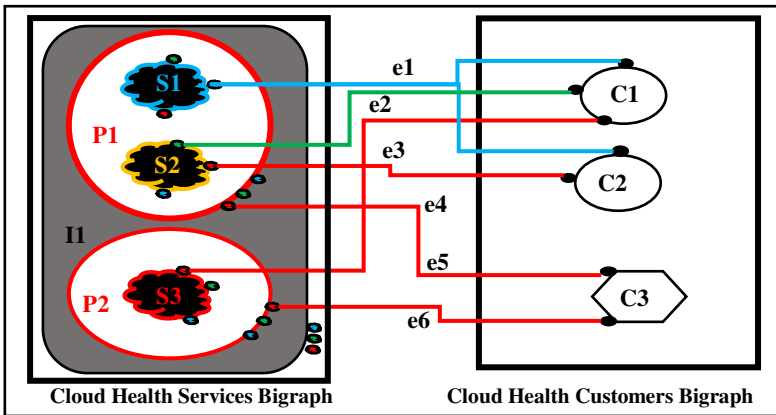 S1
P1
S2
I1
S3
P2
e1
e2
e3
e4
e5
e6
C1
C2
C3
Cloud Health Services Bigraph
Cloud Health Customers Bigraph